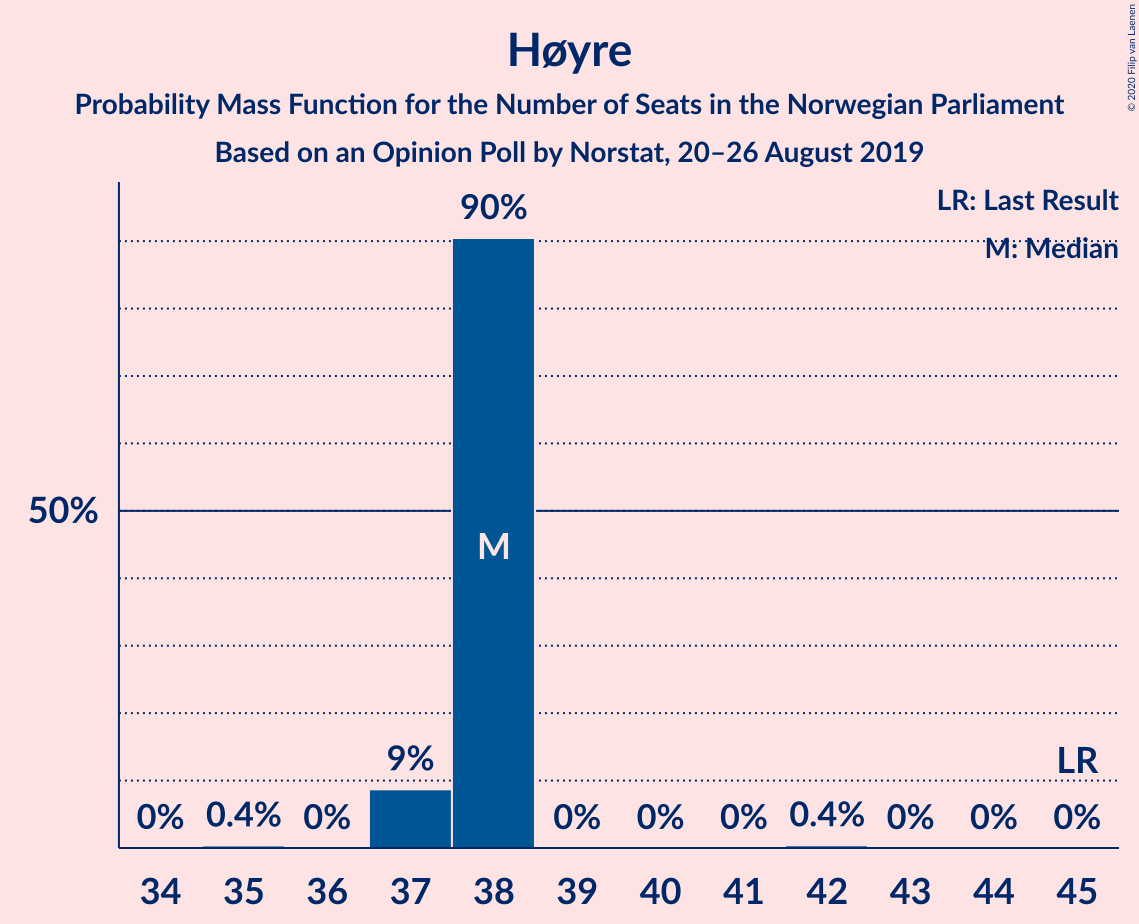 Høyre
Probability Mass Function for the Number of Seats in the Norwegian Parliament
Based on an Opinion Poll by Norstat, 20–26 August 2019
© 2020 Filip van Laenen
LR: Last Result
M: Median
90%
50%
M
9%
LR
0% 0.4% 0% 0% 0% 0% 0.4% 0% 0% 0%
34 35 36 37 38 39 40 41 42 43 44 45